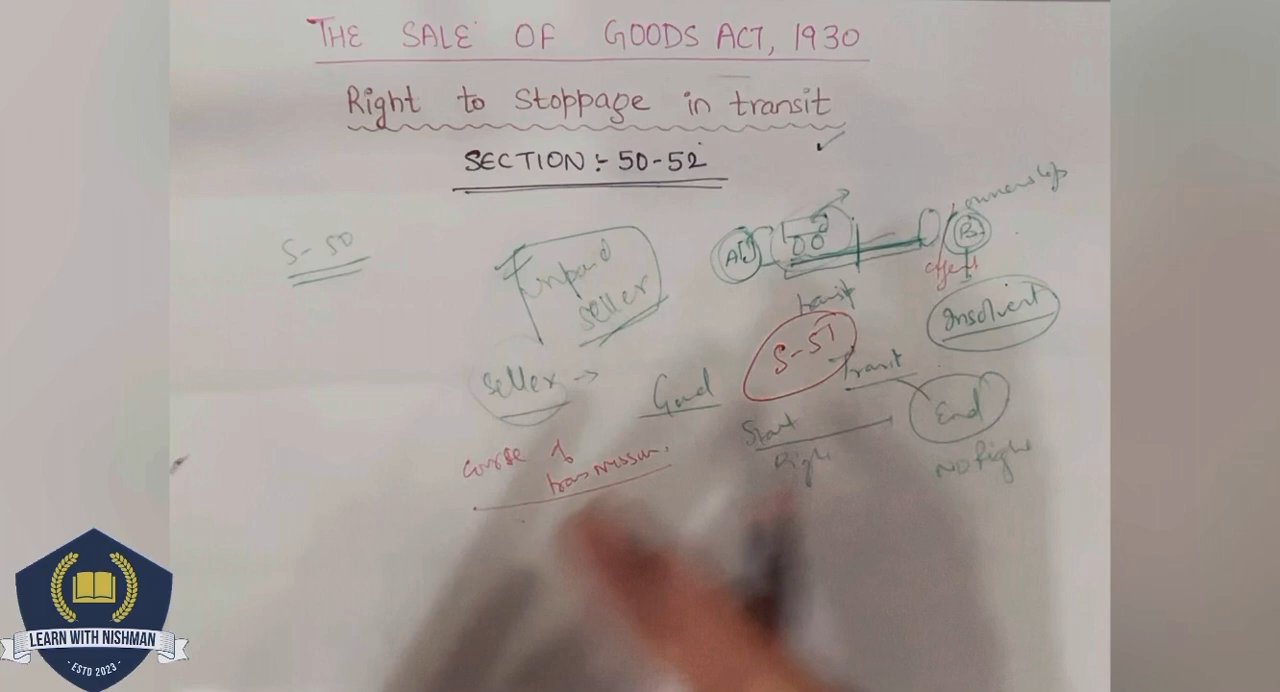 THE SALE OF GOODS ACT, 1930
Right to Stoppage in transit
SECTION :- 50-52
S-50
unpaid
seller
A
B
ownership
transit
Insolvent
S-51
Transit
seller →
Good
End
Start
Right
No Right
course of
transmission.
LEARN WITH NISHMAN
- ESTD 2023 -